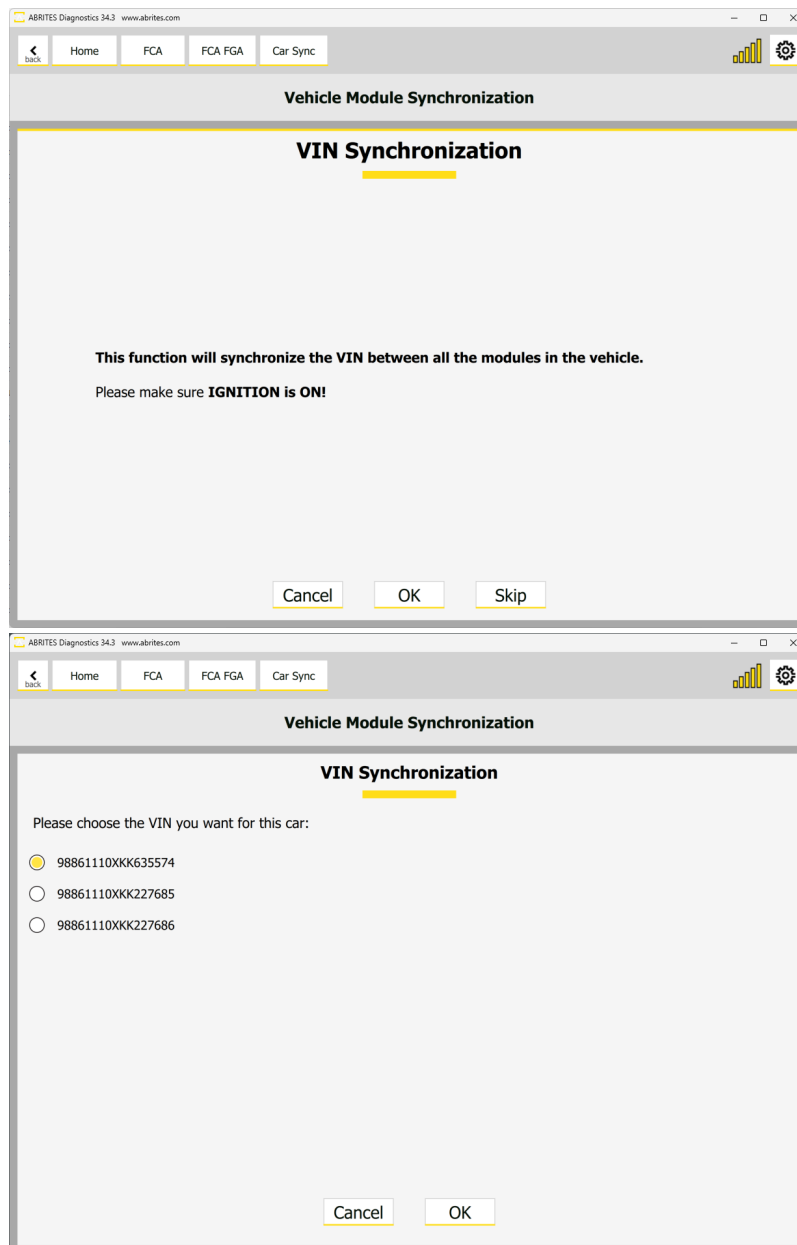 ABRITES Diagnostics 34.3 www.abrites.com
back Home FCA FCA FGA Car Sync
Vehicle Module Synchronization
VIN Synchronization
This function will synchronize the VIN between all the modules in the vehicle.
Please make sure IGNITION is ON!
Cancel OK Skip
ABRITES Diagnostics 34.3 www.abrites.com
back Home FCA FCA FGA Car Sync
Vehicle Module Synchronization
VIN Synchronization
Please choose the VIN you want for this car:
98861110XKK635574
98861110XKK227685
98861110XKK227686
Cancel OK